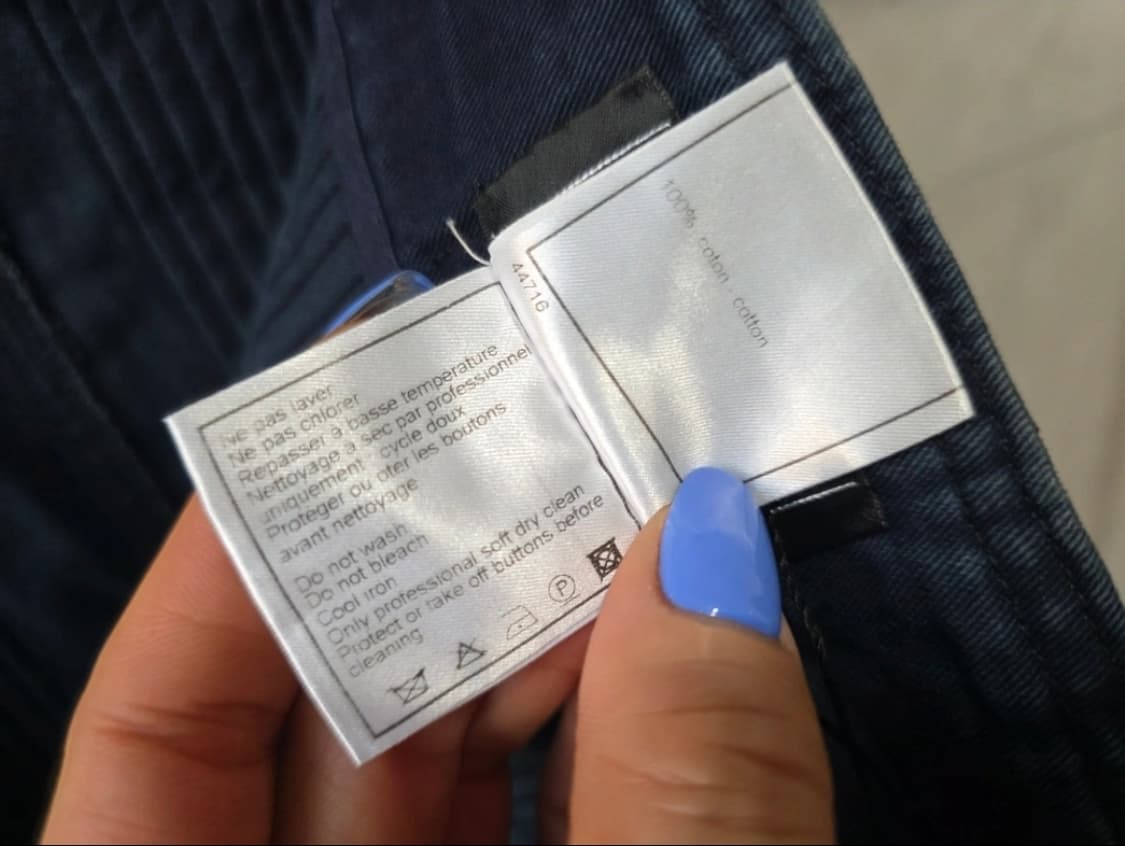 Ne pas laver
Ne pas chlorer
Repasser à basse temperature
Nettoyage à sec par professionnel
uniquement, cycle doux
Proteger ou oter les boutons
avant nettoyage
Do not wash
Do not bleach
Cool iron
Only professional soft dry clean
Protect or take off buttons before
cleaning
P
44716
100% coton - cotton